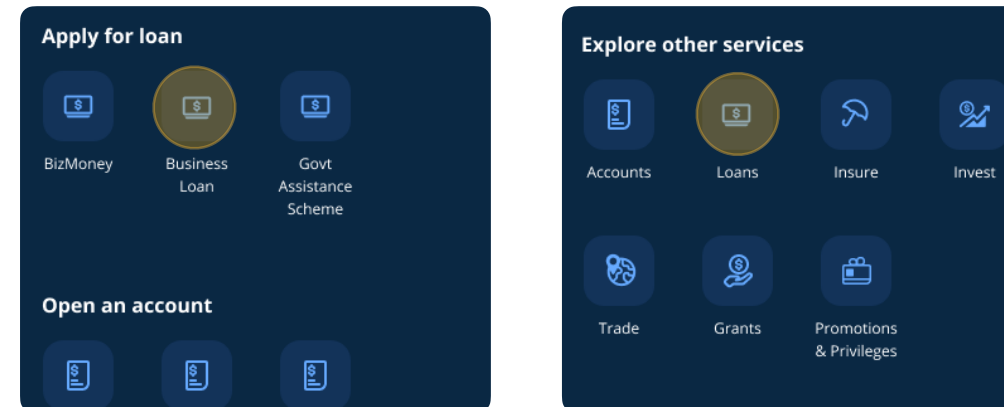 Apply for loan
BizMoney
Business
Loan
Govt
Assistance
Scheme
Open an account
Explore other services
Accounts
Loans
Insure
Invest
Trade
Grants
Promotions
& Privileges